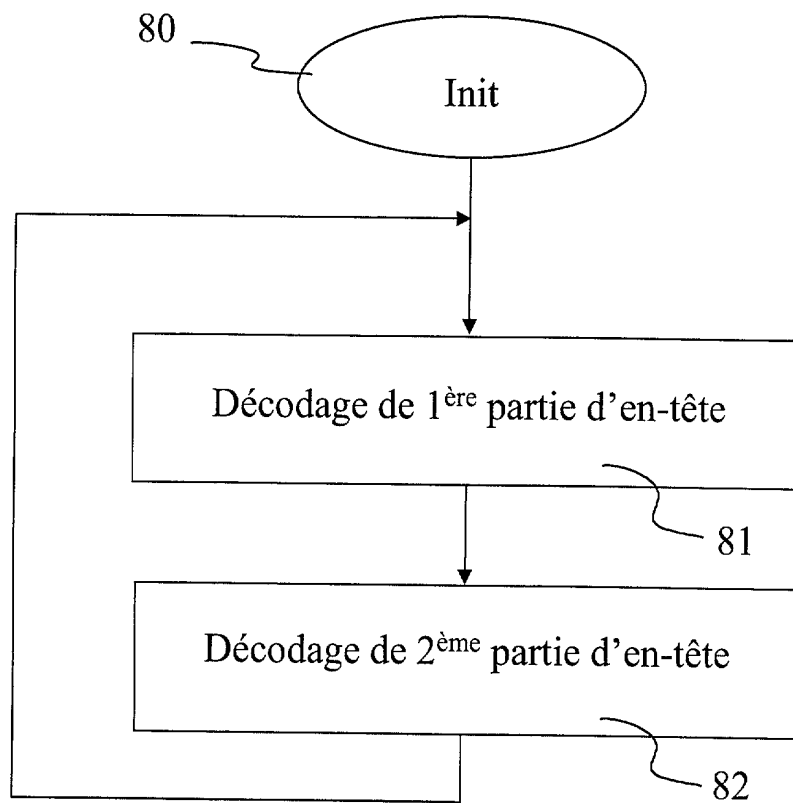 80
Init
Décodage de 1ère partie d'en-tête
81
Décodage de 2ème partie d'en-tête
82